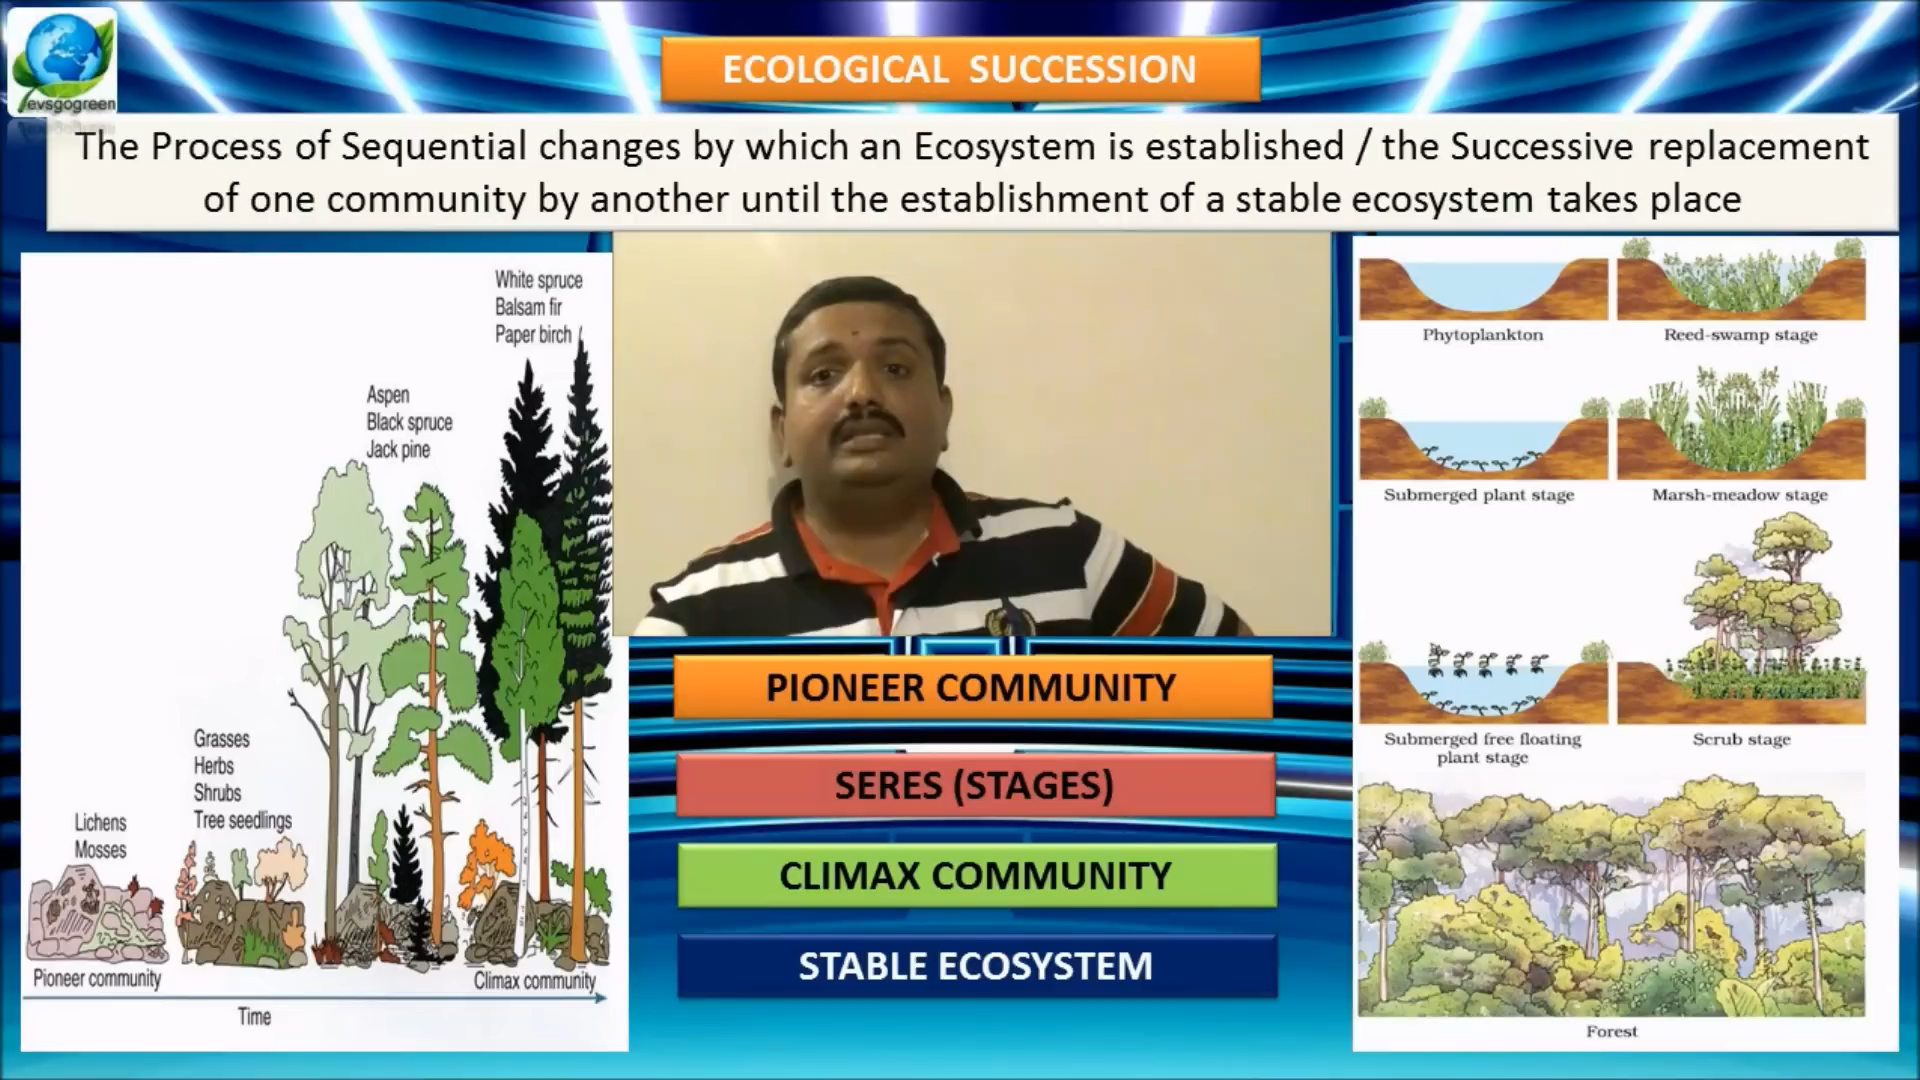 evsgogreen
ECOLOGICAL SUCCESSION
The Process of Sequential changes by which an Ecosystem is established / the Successive replacement
of one community by another until the establishment of a stable ecosystem takes place
White spruce
Balsam fir
Paper birch
Aspen
Black spruce
Jack pine
Grasses
Herbs
Shrubs
Tree seedlings
Lichens
Mosses
Pioneer community
Climax community
Time
PIONEER COMMUNITY
SERES (STAGES)
CLIMAX COMMUNITY
STABLE ECOSYSTEM
Phytoplankton
Reed-swamp stage
Submerged plant stage
Marsh-meadow stage
Submerged free floating
plant stage
Scrub stage
Forest